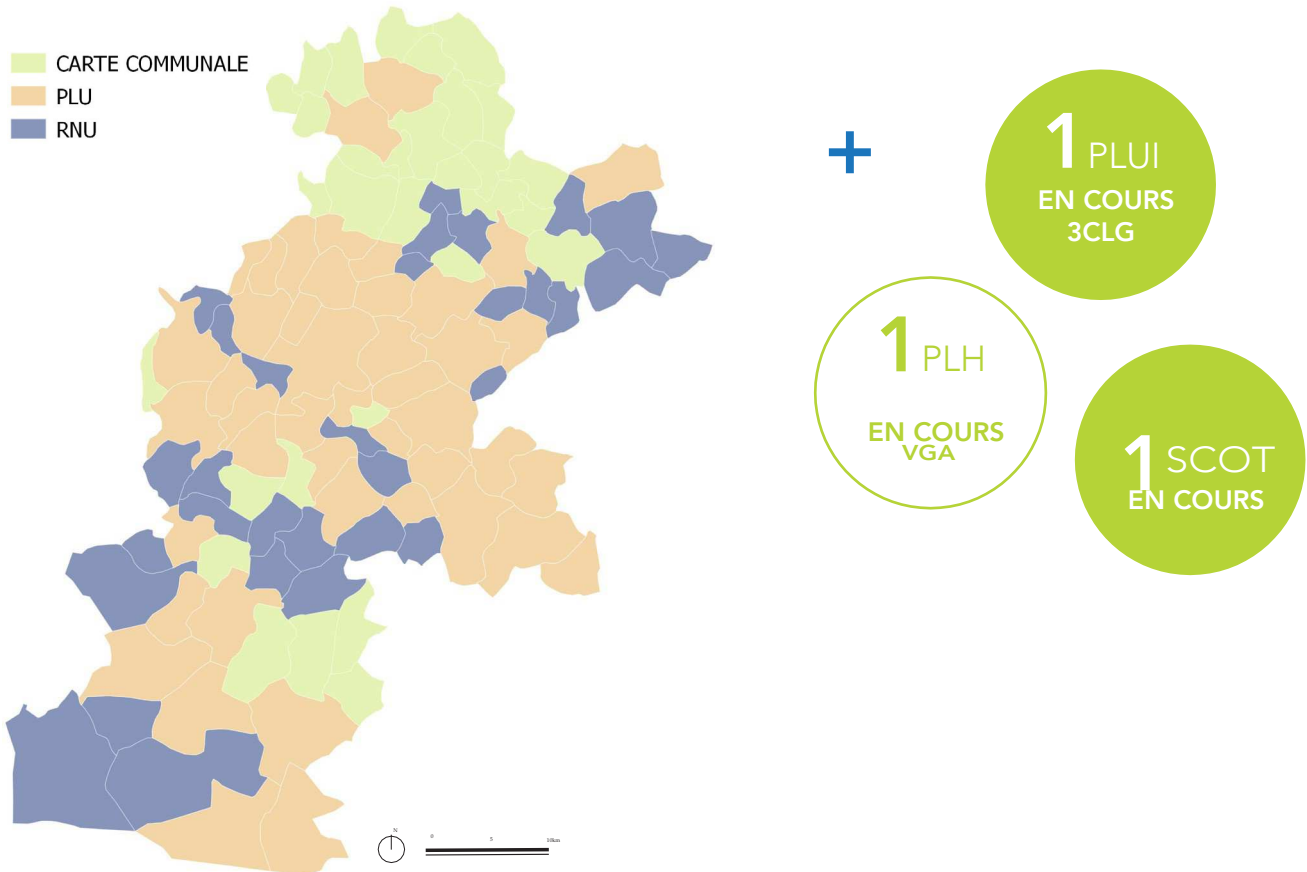 CARTE COMMUNALE
PLU
RNU
+
1 PLUI
EN COURS
3CLG
1 PLH
EN COURS
VGA
1 SCOT
EN COURS
N
0 5 10km